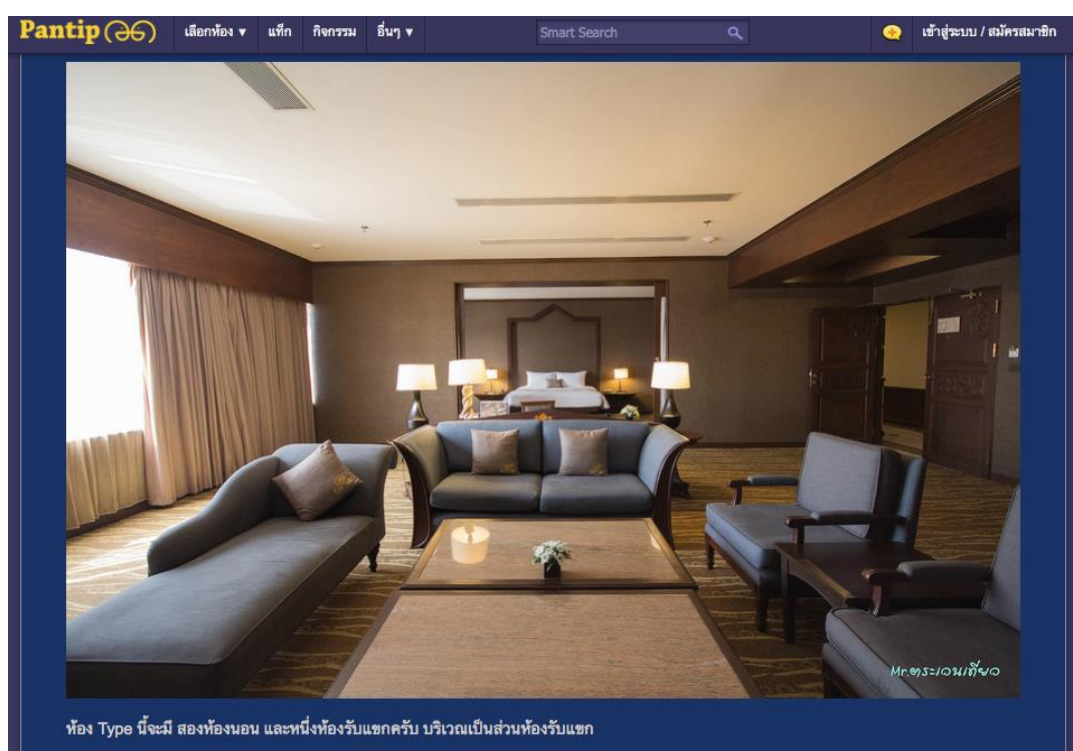 Pantip เลือกห้อง ▼ แท็ก กิจกรรม อื่นๆ ▼ Smart Search เข้าสู่ระบบ / สมัครสมาชิก
Mr.ตระเวนเที่ยว
ห้อง Type นี้จะมี สองห้องนอน และหนึ่งห้องรับแขกครับ บริเวณเป็นส่วนห้องรับแขก